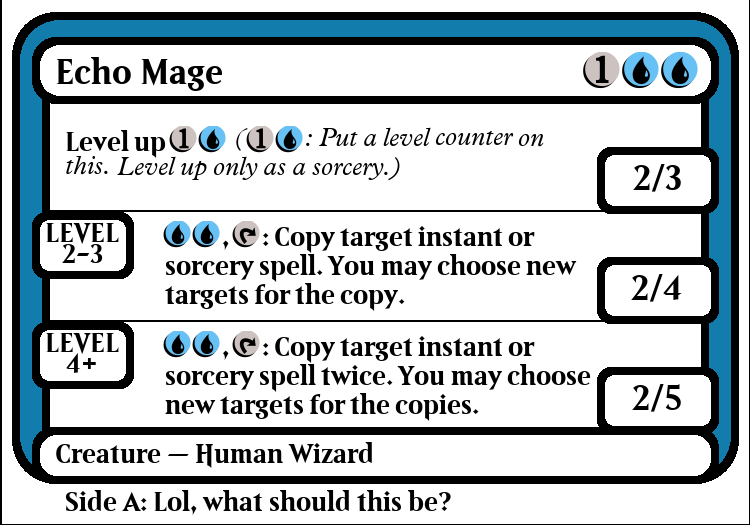 Echo Mage 1
Level up 1 (1 : Put a level counter on
this. Level up only as a sorcery.)
2/3
LEVEL
2-3
, : Copy target instant or
sorcery spell. You may choose new
targets for the copy.
2/4
LEVEL
4+
, : Copy target instant or
sorcery spell twice. You may choose
new targets for the copies.
2/5
Creature — Human Wizard
Side A: Lol, what should this be?